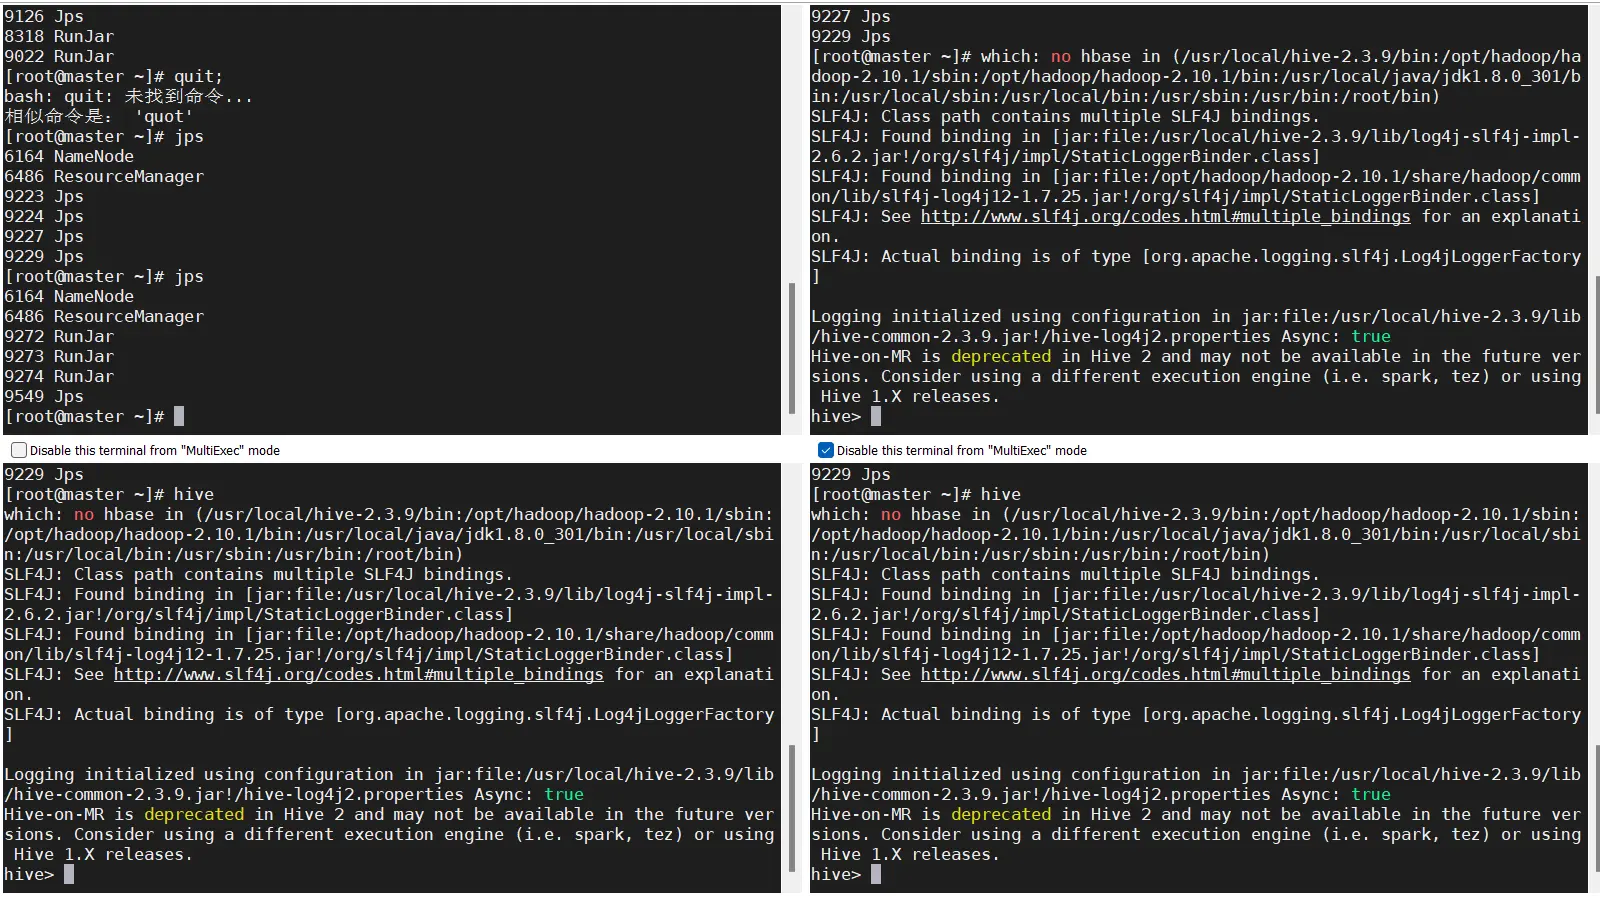 9126 Jps
8318 RunJar
9022 RunJar
[root@master ~]# quit;
bash: quit: 未找到命令...
相似命令是： 'quot'
[root@master ~]# jps
6164 NameNode
6486 ResourceManager
9223 Jps
9224 Jps
9227 Jps
9229 Jps
[root@master ~]# jps
6164 NameNode
6486 ResourceManager
9272 RunJar
9273 RunJar
9274 RunJar
9549 Jps
[root@master ~]#
9227 Jps
9229 Jps
[root@master ~]# which: no hbase in (/usr/local/hive-2.3.9/bin:/opt/hadoop/ha
doop-2.10.1/sbin:/opt/hadoop/hadoop-2.10.1/bin:/usr/local/java/jdk1.8.0_301/b
in:/usr/local/sbin:/usr/local/bin:/usr/sbin:/usr/bin:/root/bin)
SLF4J: Class path contains multiple SLF4J bindings.
SLF4J: Found binding in [jar:file:/usr/local/hive-2.3.9/lib/log4j-slf4j-impl-
2.6.2.jar!/org/slf4j/impl/StaticLoggerBinder.class]
SLF4J: Found binding in [jar:file:/opt/hadoop/hadoop-2.10.1/share/hadoop/comm
on/lib/slf4j-log4j12-1.7.25.jar!/org/slf4j/impl/StaticLoggerBinder.class]
SLF4J: See http://www.slf4j.org/codes.html#multiple_bindings for an explanati
on.
SLF4J: Actual binding is of type [org.apache.logging.slf4j.Log4jLoggerFactory
]
Logging initialized using configuration in jar:file:/usr/local/hive-2.3.9/lib
/hive-common-2.3.9.jar!/hive-log4j2.properties Async: true
Hive-on-MR is deprecated in Hive 2 and may not be available in the future ver
sions. Consider using a different execution engine (i.e. spark, tez) or using
 Hive 1.X releases.
hive>
Disable this terminal from "MultiExec" mode
Disable this terminal from "MultiExec" mode
9229 Jps
[root@master ~]# hive
which: no hbase in (/usr/local/hive-2.3.9/bin:/opt/hadoop/hadoop-2.10.1/sbin:
/opt/hadoop/hadoop-2.10.1/bin:/usr/local/java/jdk1.8.0_301/bin:/usr/local/sbi
n:/usr/local/bin:/usr/sbin:/usr/bin:/root/bin)
SLF4J: Class path contains multiple SLF4J bindings.
SLF4J: Found binding in [jar:file:/usr/local/hive-2.3.9/lib/log4j-slf4j-impl-
2.6.2.jar!/org/slf4j/impl/StaticLoggerBinder.class]
SLF4J: Found binding in [jar:file:/opt/hadoop/hadoop-2.10.1/share/hadoop/comm
on/lib/slf4j-log4j12-1.7.25.jar!/org/slf4j/impl/StaticLoggerBinder.class]
SLF4J: See http://www.slf4j.org/codes.html#multiple_bindings for an explanati
on.
SLF4J: Actual binding is of type [org.apache.logging.slf4j.Log4jLoggerFactory
]
Logging initialized using configuration in jar:file:/usr/local/hive-2.3.9/lib
/hive-common-2.3.9.jar!/hive-log4j2.properties Async: true
Hive-on-MR is deprecated in Hive 2 and may not be available in the future ver
sions. Consider using a different execution engine (i.e. spark, tez) or using
 Hive 1.X releases.
hive>
9229 Jps
[root@master ~]# hive
which: no hbase in (/usr/local/hive-2.3.9/bin:/opt/hadoop/hadoop-2.10.1/sbin:
/opt/hadoop/hadoop-2.10.1/bin:/usr/local/java/jdk1.8.0_301/bin:/usr/local/sbi
n:/usr/local/bin:/usr/sbin:/usr/bin:/root/bin)
SLF4J: Class path contains multiple SLF4J bindings.
SLF4J: Found binding in [jar:file:/usr/local/hive-2.3.9/lib/log4j-slf4j-impl-
2.6.2.jar!/org/slf4j/impl/StaticLoggerBinder.class]
SLF4J: Found binding in [jar:file:/opt/hadoop/hadoop-2.10.1/share/hadoop/comm
on/lib/slf4j-log4j12-1.7.25.jar!/org/slf4j/impl/StaticLoggerBinder.class]
SLF4J: See http://www.slf4j.org/codes.html#multiple_bindings for an explanati
on.
SLF4J: Actual binding is of type [org.apache.logging.slf4j.Log4jLoggerFactory
]
Logging initialized using configuration in jar:file:/usr/local/hive-2.3.9/lib
/hive-common-2.3.9.jar!/hive-log4j2.properties Async: true
Hive-on-MR is deprecated in Hive 2 and may not be available in the future ver
sions. Consider using a different execution engine (i.e. spark, tez) or using
 Hive 1.X releases.
hive>